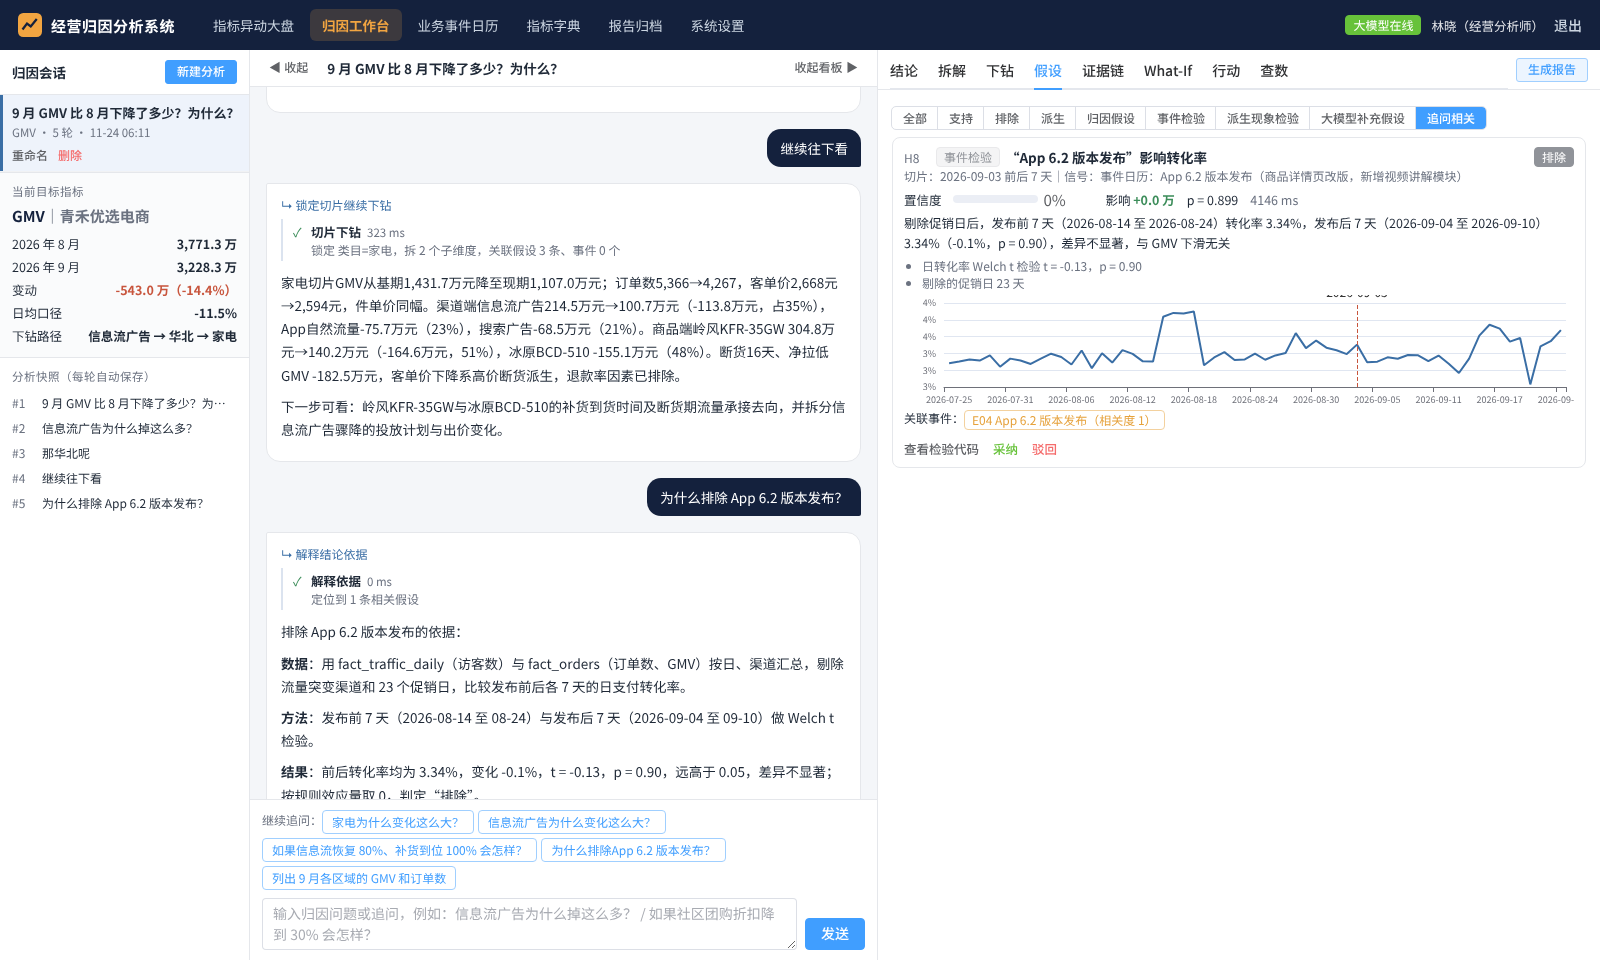 经营归因分析系统
指标异动大盘
归因工作台
业务事件日历
指标字典
报告归档
系统设置
大模型在线
林晓（经营分析师）
退出
归因会话
新建分析
9 月 GMV 比 8 月下降了多少？为什么？
GMV · 5 轮 · 11-24 06:11
重命名 删除
当前目标指标
GMV｜青禾优选电商
2026 年 8 月 3,771.3 万
2026 年 9 月 3,228.3 万
变动 -543.0 万（-14.4%）
日均口径 -11.5%
下钻路径 信息流广告 → 华北 → 家电
分析快照（每轮自动保存）
#1 9 月 GMV 比 8 月下降了多少？为…
#2 信息流广告为什么掉这么多？
#3 那华北呢
#4 继续往下看
#5 为什么排除 App 6.2 版本发布？
◀ 收起
9 月 GMV 比 8 月下降了多少？为什么？
收起看板 ▶
继续往下看
↳ 锁定切片继续下钻
✓ 切片下钻 323 ms
锁定 类目=家电，拆 2 个子维度，关联假设 3 条、事件 0 个
家电切片GMV从基期1,431.7万元降至现期1,107.0万元；订单数5,366→4,267，客单价2,668元
→2,594元，件单价同幅。渠道端信息流广告214.5万元→100.7万元（-113.8万元，占35%），
App自然流量-75.7万元（23%），搜索广告-68.5万元（21%）。商品端岭风KFR-35GW 304.8万
元→140.2万元（-164.6万元，51%），冰原BCD-510 -155.1万元（48%）。断货16天、净拉低
GMV -182.5万元，客单价下降系高价断货派生，退款率因素已排除。
下一步可看：岭风KFR-35GW与冰原BCD-510的补货到货时间及断货期流量承接去向，并拆分信
息流广告骤降的投放计划与出价变化。
为什么排除 App 6.2 版本发布？
↳ 解释结论依据
✓ 解释依据 0 ms
定位到 1 条相关假设
排除 App 6.2 版本发布的依据：
数据：用 fact_traffic_daily（访客数）与 fact_orders（订单数、GMV）按日、渠道汇总，剔除
流量突变渠道和 23 个促销日，比较发布前后各 7 天的日支付转化率。
方法：发布前 7 天（2026-08-14 至 08-24）与发布后 7 天（2026-09-04 至 09-10）做 Welch t
检验。
结果：前后转化率均为 3.34%，变化 -0.1%，t = -0.13，p = 0.90，远高于 0.05，差异不显著；
按规则效应量取 0，判定“排除”。
继续追问：
家电为什么变化这么大？
信息流广告为什么变化这么大？
如果信息流恢复 80%、补货到位 100% 会怎样？
为什么排除App 6.2 版本发布？
列出 9 月各区域的 GMV 和订单数
输入归因问题或追问，例如：信息流广告为什么掉这么多？ / 如果社区团购折扣降
到 30% 会怎样？
发送
结论 拆解 下钻 假设 证据链 What-If 行动 查数
生成报告
全部 支持 排除 派生 归因假设 事件检验 派生现象检验 大模型补充假设 追问相关
H8 事件检验 “App 6.2 版本发布”影响转化率 排除
切片：2026-09-03 前后 7 天｜信号：事件日历：App 6.2 版本发布（商品详情页改版，新增视频讲解模块）
置信度 0% 影响 +0.0 万 p = 0.899 4146 ms
剔除促销日后，发布前 7 天（2026-08-14 至 2026-08-24）转化率 3.34%，发布后 7 天（2026-09-04 至 2026-09-10）
3.34%（-0.1%，p = 0.90），差异不显著，与 GMV 下滑无关
日转化率 Welch t 检验 t = -0.13，p = 0.90
剔除的促销日 23 天
2026-09-03
4%
4%
4%
3%
3%
3%
2026-07-25 2026-07-31 2026-08-06 2026-08-12 2026-08-18 2026-08-24 2026-08-30 2026-09-05 2026-09-11 2026-09-17 2026-09-
关联事件： E04 App 6.2 版本发布（相关度 1）
查看检验代码 采纳 驳回